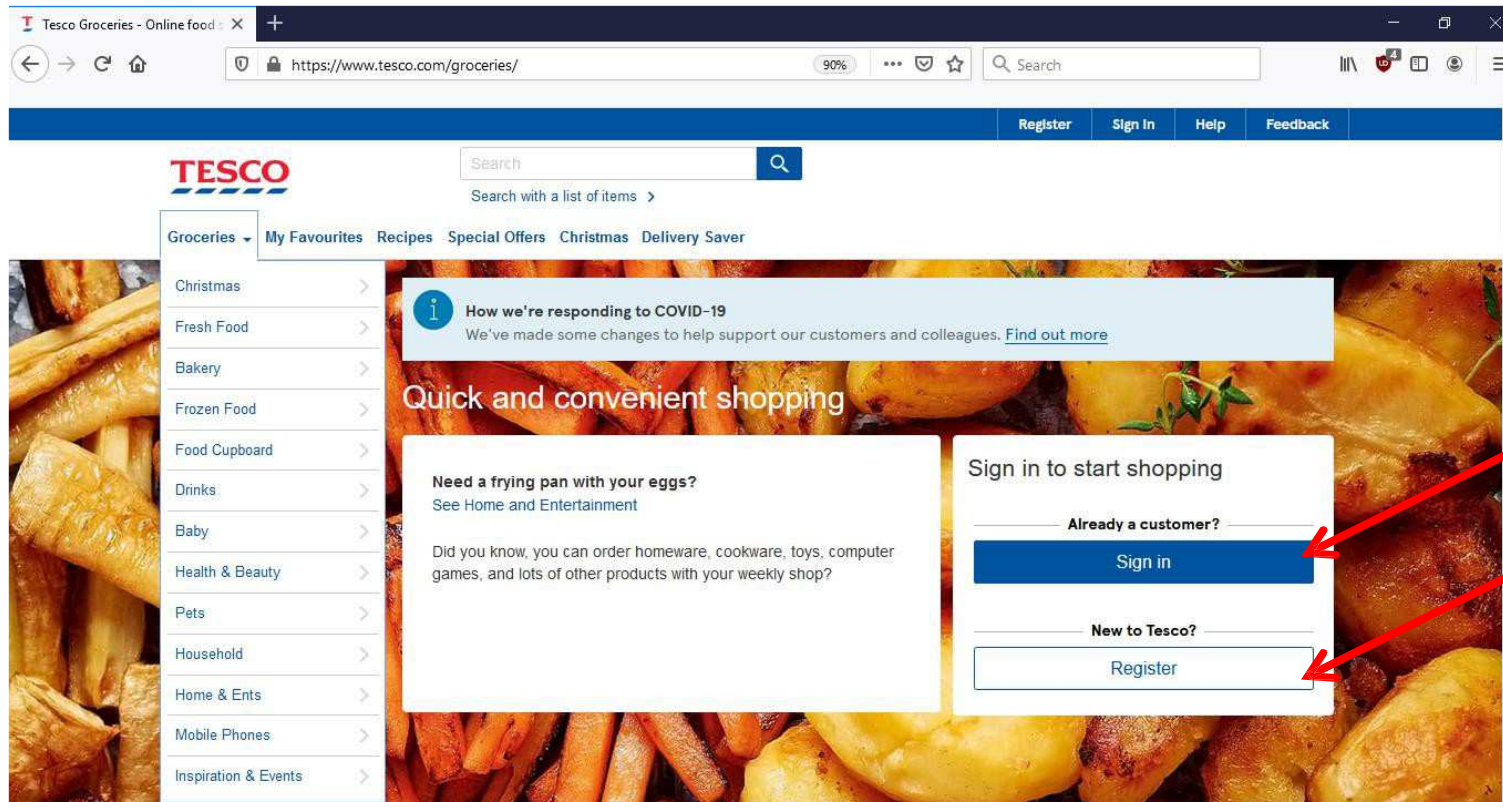 Tesco Groceries - Online food s
https://www.tesco.com/groceries/
90%
Search
4
Register Sign In Help Feedback
TESCO
Search
Search with a list of items
Groceries My Favourites Recipes Special Offers Christmas Delivery Saver
Christmas
Fresh Food
Bakery
Frozen Food
Food Cupboard
Drinks
Baby
Health & Beauty
Pets
Household
Home & Ents
Mobile Phones
Inspiration & Events
i
How we're responding to COVID-19
We've made some changes to help support our customers and colleagues. Find out more
Quick and convenient shopping
Need a frying pan with your eggs?
See Home and Entertainment
Did you know, you can order homeware, cookware, toys, computer
games, and lots of other products with your weekly shop?
Sign in to start shopping
Already a customer?
Sign in
New to Tesco?
Register